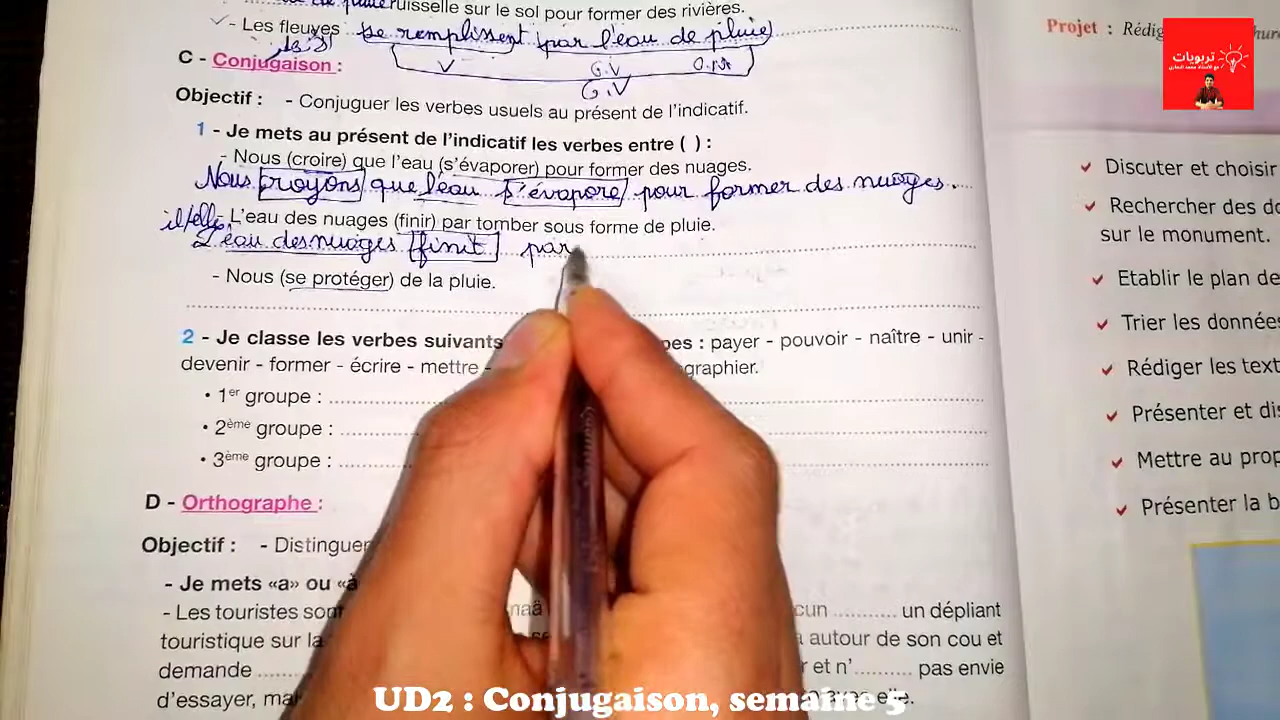 ruisselle sur le sol pour former des rivières.
- Les fleuves se remplissent par l'eau de pluie
V G.V
G.V
C - Conjugaison :
Objectif : - Conjuguer les verbes usuels au présent de l'indicatif.
1 - Je mets au présent de l'indicatif les verbes entre ( ) :
- Nous (croire) que l'eau (s'évaporer) pour former des nuages.
Nous croyons que l'eau s'évapore pour former des nuages.
il/elle L'eau des nuages (finir) par tomber sous forme de pluie.
L'eau des nuages finit par
- Nous (se protéger) de la pluie.
2 - Je classe les verbes suivants pes : payer - pouvoir - naître - unir -
devenir - former - écrire - mettre - ographier.
• 1er groupe :
• 2ème groupe :
• 3ème groupe :
D - Orthographe :
Objectif : - Distinguer
- Je mets «a» ou «à
- Les touristes sont naä cun .......... un dépliant
touristique sur la autour de son cou et
demande r et n'......... pas envie
d'essayer, avec elle.
Projet : Rédig
تربويات
Discuter et choisir
Rechercher des do
sur le monument.
Etablir le plan de
Trier les données
Rédiger les text
Présenter et dis
Mettre au prop
Présenter la b
UD2 : Conjugaison, semaine 5